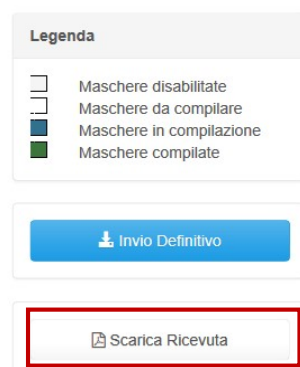 Legenda
Maschere disabilitate
Maschere da compilare
Maschere in compilazione
Maschere compilate
Invio Definitivo
Scarica Ricevuta